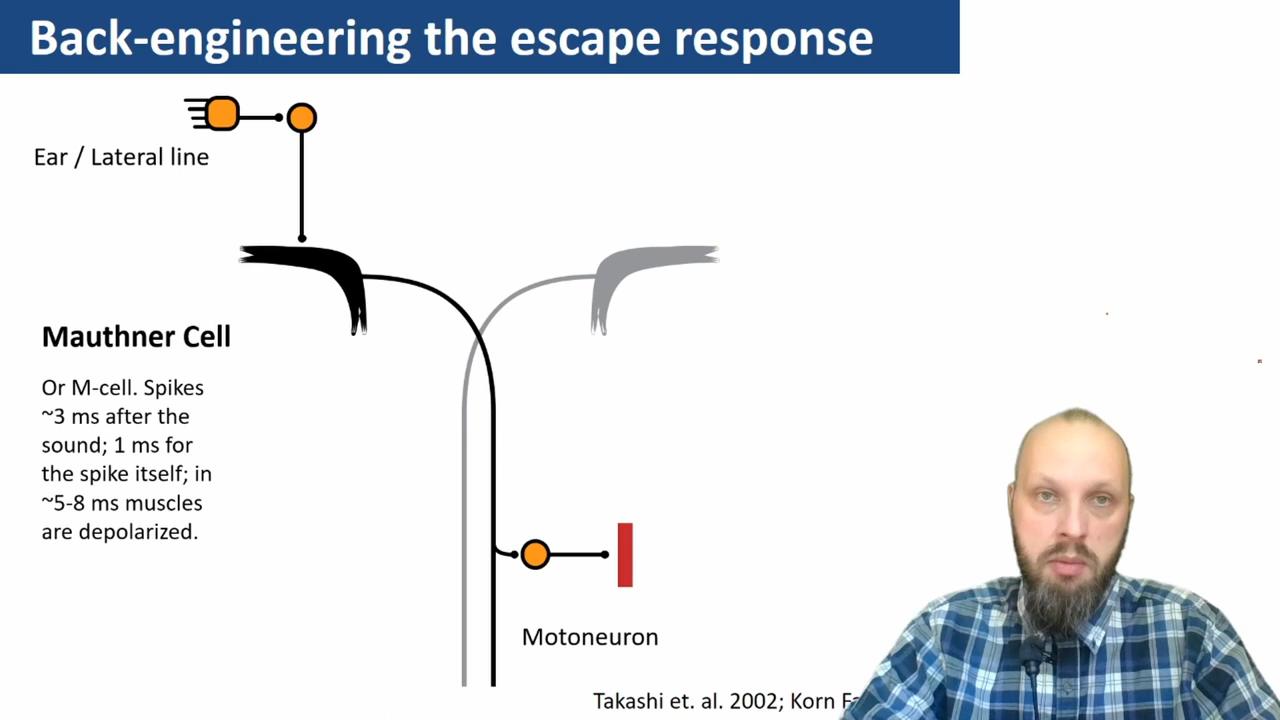 Back-engineering the escape response
Ear / Lateral line
Mauthner Cell
Or M-cell. Spikes
~3 ms after the
sound; 1 ms for
the spike itself; in
~5-8 ms muscles
are depolarized.
Motoneuron
Takashi et. al. 2002; Korn